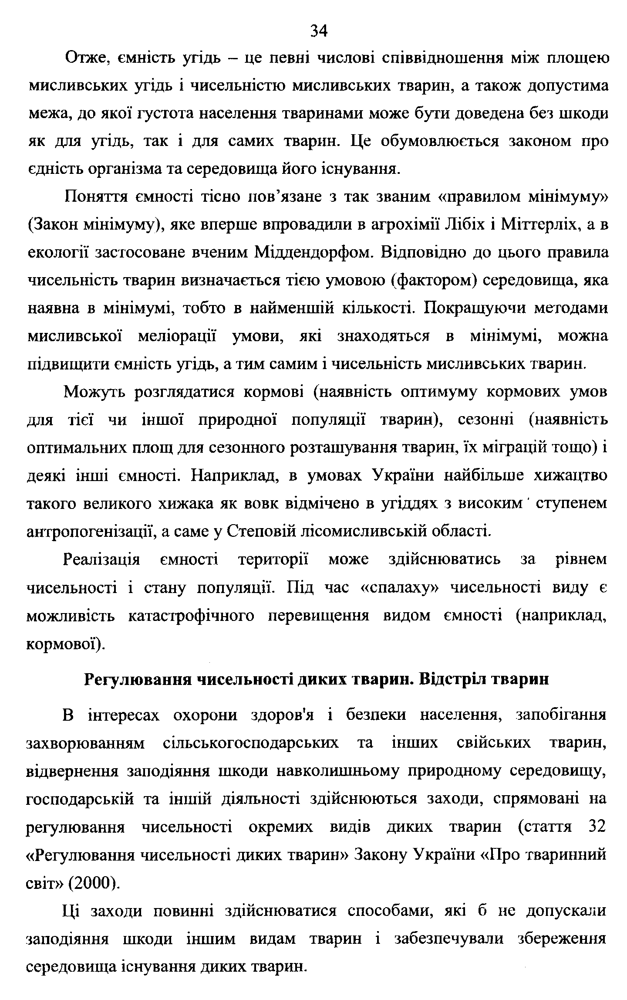 34
Отже, ємність угідь – це певні числові співвідношення між площею
мисливських угідь і чисельністю мисливських тварин, а також допустима
межа, до якої густота населення тваринами може бути доведена без шкоди
як для угідь, так і для самих тварин. Це обумовлюється законом про
єдність організма та середовища його існування.
Поняття ємності тісно пов’язане з так званим «правилом мінімуму»
(Закон мінімуму), яке вперше впровадили в агрохімії Лібіх і Міттерліх, а в
екології застосоване вченим Міддендорфом. Відповідно до цього правила
чисельність тварин визначається тією умовою (фактором) середовища, яка
наявна в мінімумі, тобто в найменшій кількості. Покращуючи методами
мисливської меліорації умови, які знаходяться в мінімумі, можна
підвищити ємність угідь, а тим самим і чисельність мисливських тварин.
Можуть розглядатися кормові (наявність оптимуму кормових умов
для тієї чи іншої природної популяції тварин), сезонні (наявність
оптимальних площ для сезонного розташування тварин, їх міграцій тощо) і
деякі інші ємності. Наприклад, в умовах України найбільше хижацтво
такого великого хижака як вовк відмічено в угіддях з високим ступенем
антропогенізації, а саме у Степовій лісомисливській області.
Реалізація ємності території може здійснюватись за рівнем
чисельності і стану популяції. Під час «спалаху» чисельності виду є
можливість катастрофічного перевищення видом ємності (наприклад,
кормової).
Регулювання чисельності диких тварин. Відстріл тварин
В інтересах охорони здоров'я і безпеки населення, запобігання
захворюванням сільськогосподарських та інших свійських тварин,
відвернення заподіяння шкоди навколишньому природному середовищу,
господарській та іншій діяльності здійснюються заходи, спрямовані на
регулювання чисельності окремих видів диких тварин (стаття 32
«Регулювання чисельності диких тварин» Закону України «Про тваринний
світ» (2000).
Ці заходи повинні здійснюватися способами, які б не допускали
заподіяння шкоди іншим видам тварин і забезпечували збереження
середовища існування диких тварин.